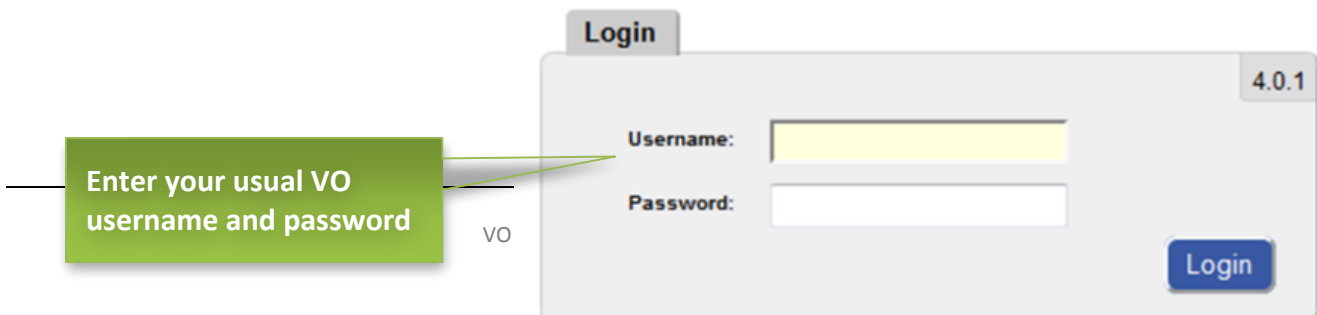 Login
4.0.1
Username:
Enter your usual VO
username and password
Password:
VO
Login